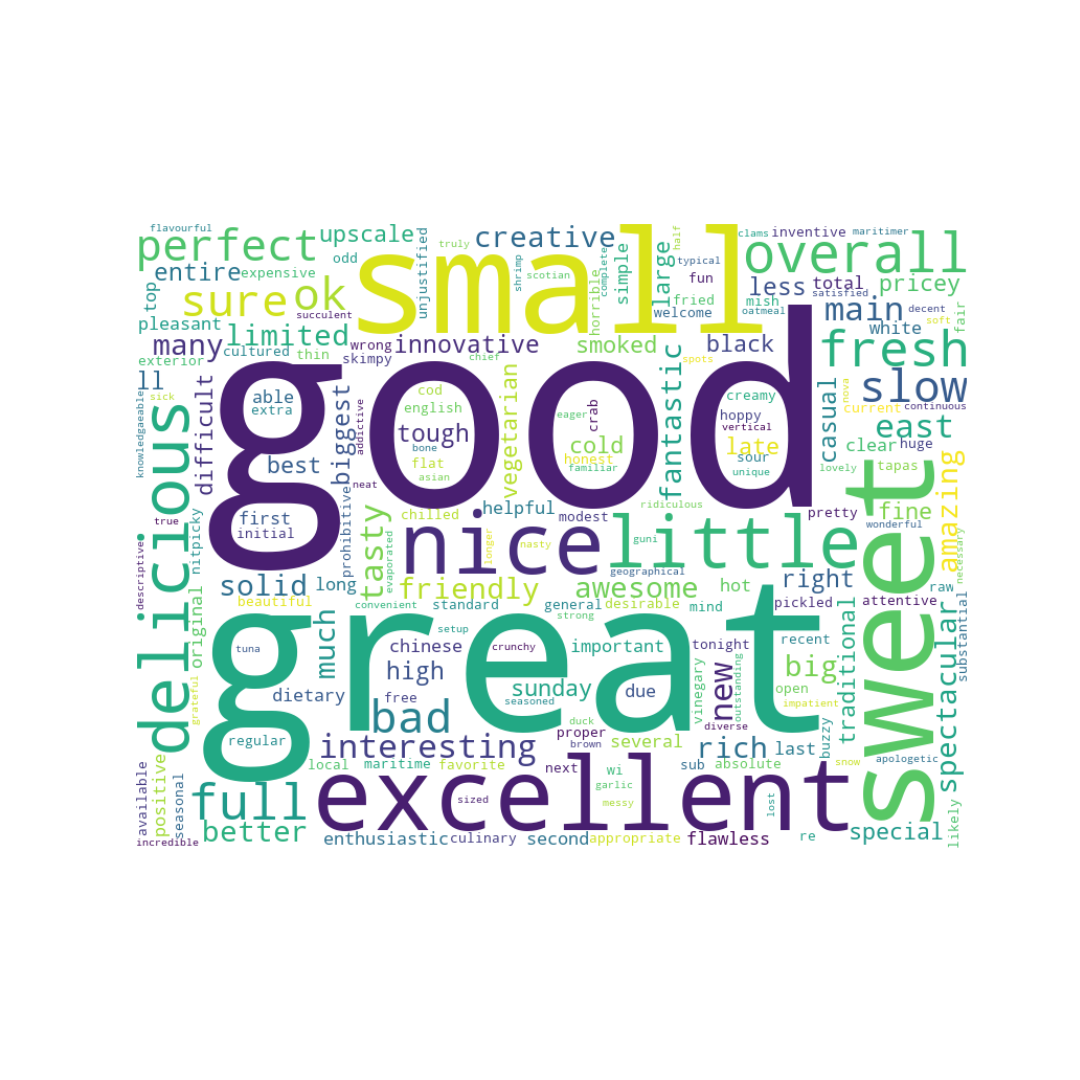 flavourful
perfect
upscale
entire
expensive
odd
top
sure
ok
succulent
pleasant
limited
many
exterior
cultured
thin
ll
unjustified
truly
creative
small
shrimp
scotian
horrible
complete
simple
large
half
typical
fried
welcome
fun
clams
inventive
maritimer
overall
less
total
pricey
satisfied
mish
oatmeal
main
white
decent
soft
fair
wrong
skimpy
innovative
chief
smoked
spots
black
fresh
sick
knowledgaeable
delicious
difficult
good
able
extra
best
biggest
addictive
cod
english
tough
bone
flat
asian
vegetarian
eager
crab
cold
honest
familiar
fantastic
creamy
hoppy
vertical
late
sour
unique
casual
slow
current
nova
continuous
east
clear
huge
lovely
tapas
true
first
initial
nitpicky
prohibitive
neat
tasty
chilled
helpful
modest
ridiculous
pretty
fine
wonderful
amazing
sweet
necessary
descriptive
original
solid
long
evaporated
nice
longer
nasty
guni
little
geographical
friendly
awesome
hot
right
raw
beautiful
much
convenient
standard
general
desirable
strong
mind
pickled
attentive
substantial
great
setup
tuna
chinese
crunchy
important
tonight
recent
traditional
spectacular
grateful
dietary
high
free
seasoned
sunday
due
vinegary
new
outstanding
big
open
impatient
regular
bad
duck
proper
diverse
buzzy
interesting
brown
several
rich
last
apologetic
available
positive
seasonal
local
maritime
favorite
next
wi
sub
absolute
snow
full
excellent
sized
garlic
messy
lost
better
special
likely
incredible
enthusiastic
culinary
second
appropriate
flawless
re